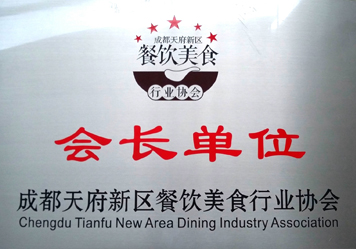 成都天府新区
餐饮美食
行业协会
会长单位
成都天府新区餐饮美食行业协会
Chengdu Tianfu New Area Dining Industry Association